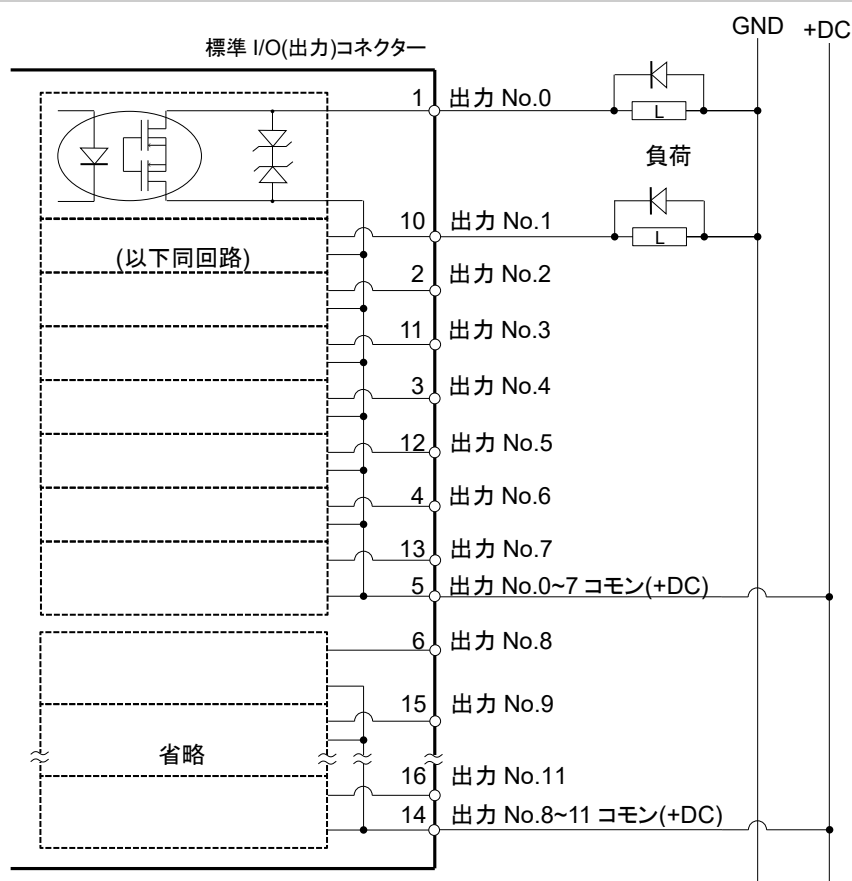 GND +DC
標準 I/O(出力)コネクター
1 出力 No.0
L
負荷
10 出力 No.1
L
(以下同回路)
2 出力 No.2
11 出力 No.3
3 出力 No.4
12 出力 No.5
4 出力 No.6
13 出力 No.7
5 出力 No.0~7 コモン(+DC)
6 出力 No.8
15 出力 No.9
省略
16 出力 No.11
14 出力 No.8~11 コモン(+DC)